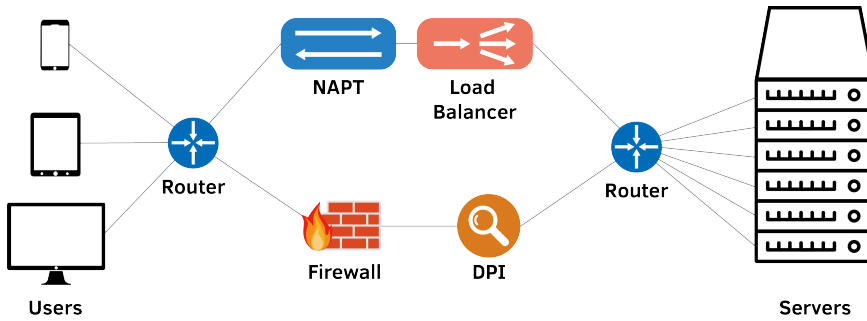 NAPT
Load
Balancer
Router
Router
Firewall
DPI
Users
Servers